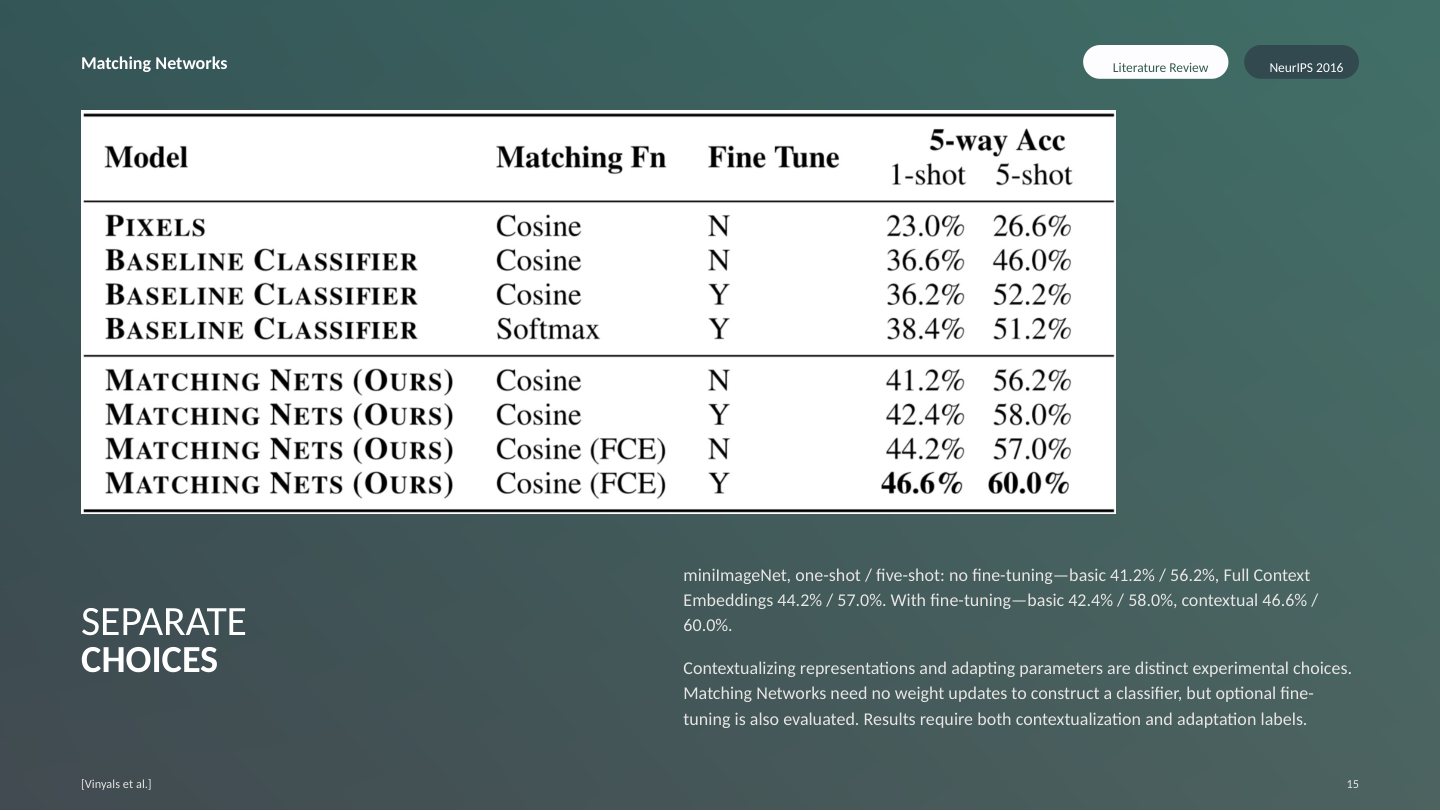 Matching Networks
Literature Review
NeurIPS 2016
Model Matching Fn Fine Tune 5-way Acc
1-shot 5-shot
PIXELS Cosine N 23.0% 26.6%
BASELINE CLASSIFIER Cosine N 36.6% 46.0%
BASELINE CLASSIFIER Cosine Y 36.2% 52.2%
BASELINE CLASSIFIER Softmax Y 38.4% 51.2%
MATCHING NETS (OURS) Cosine N 41.2% 56.2%
MATCHING NETS (OURS) Cosine Y 42.4% 58.0%
MATCHING NETS (OURS) Cosine (FCE) N 44.2% 57.0%
MATCHING NETS (OURS) Cosine (FCE) Y 46.6% 60.0%
SEPARATE
CHOICES
miniImageNet, one-shot / five-shot: no fine-tuning—basic 41.2% / 56.2%, Full Context
Embeddings 44.2% / 57.0%. With fine-tuning—basic 42.4% / 58.0%, contextual 46.6% /
60.0%.
Contextualizing representations and adapting parameters are distinct experimental choices.
Matching Networks need no weight updates to construct a classifier, but optional fine-
tuning is also evaluated. Results require both contextualization and adaptation labels.
[Vinyals et al.]
15